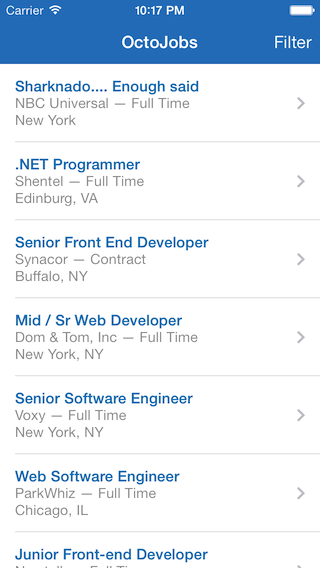 Carrier 10:17 PM
OctoJobs Filter
Sharknado.... Enough said
NBC Universal — Full Time
New York
.NET Programmer
Shentel — Full Time
Edinburg, VA
Senior Front End Developer
Synacor — Contract
Buffalo, NY
Mid / Sr Web Developer
Dom & Tom, Inc — Full Time
New York, NY
Senior Software Engineer
Voxy — Full Time
New York, NY
Web Software Engineer
ParkWhiz — Full Time
Chicago, IL
Junior Front-end Developer